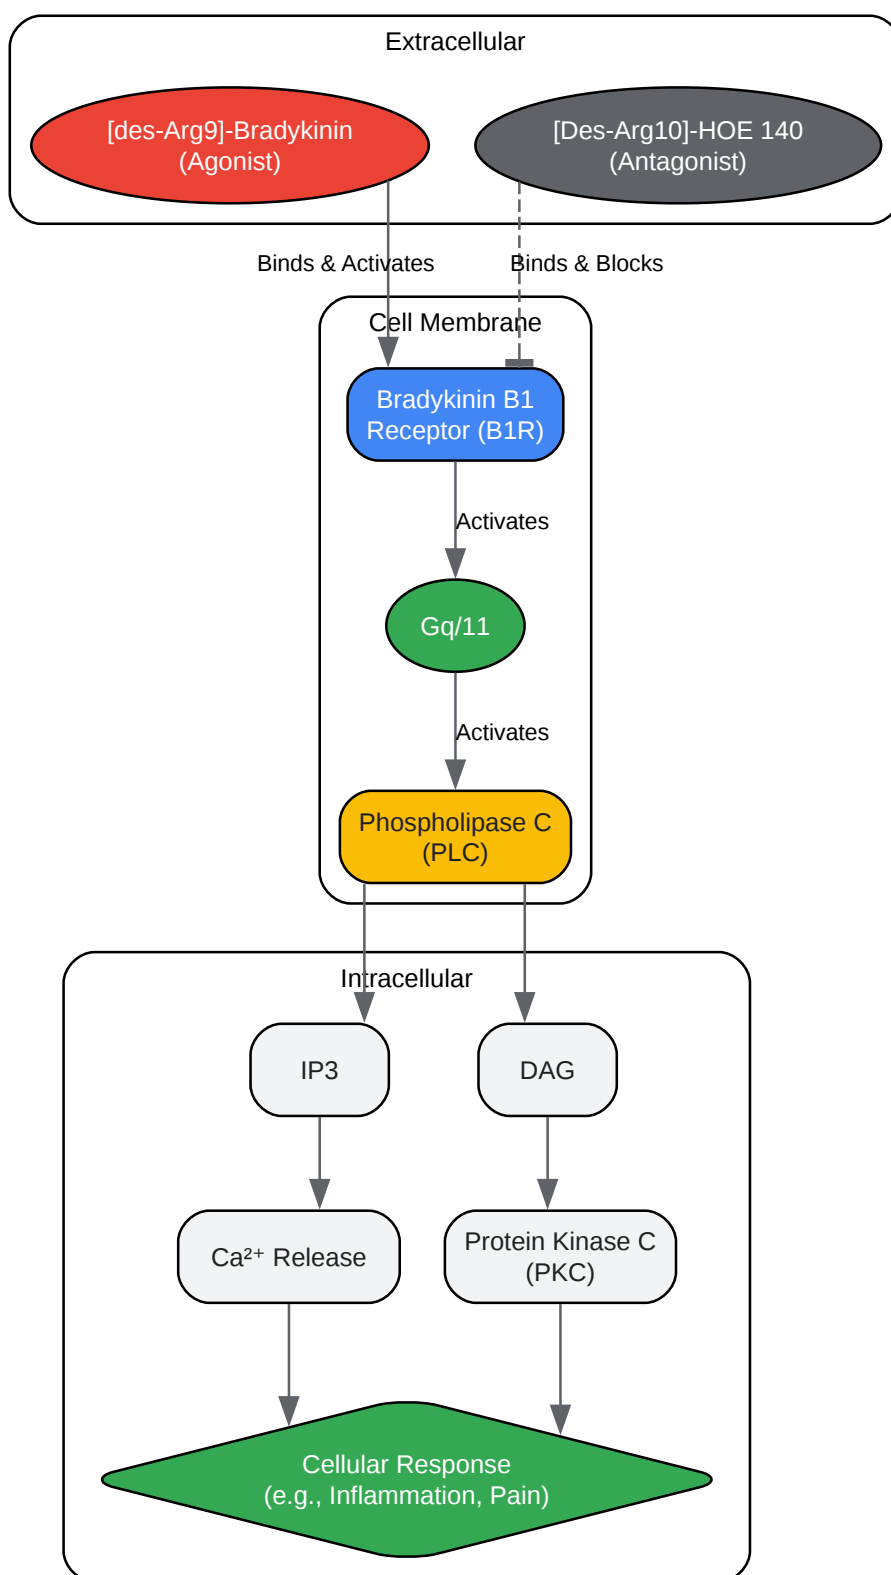 Extracellular
[des-Arg9]-Bradykinin
(Agonist)
[Des-Arg10]-HOE 140
(Antagonist)
Binds & Activates
Binds & Blocks
Cell Membrane
Bradykinin B1
Receptor (B1R)
Activates
Gq/11
Activates
Phospholipase C
(PLC)
Intracellular
IP3
DAG
Ca²⁺ Release
Protein Kinase C
(PKC)
Cellular Response
(e.g., Inflammation, Pain)